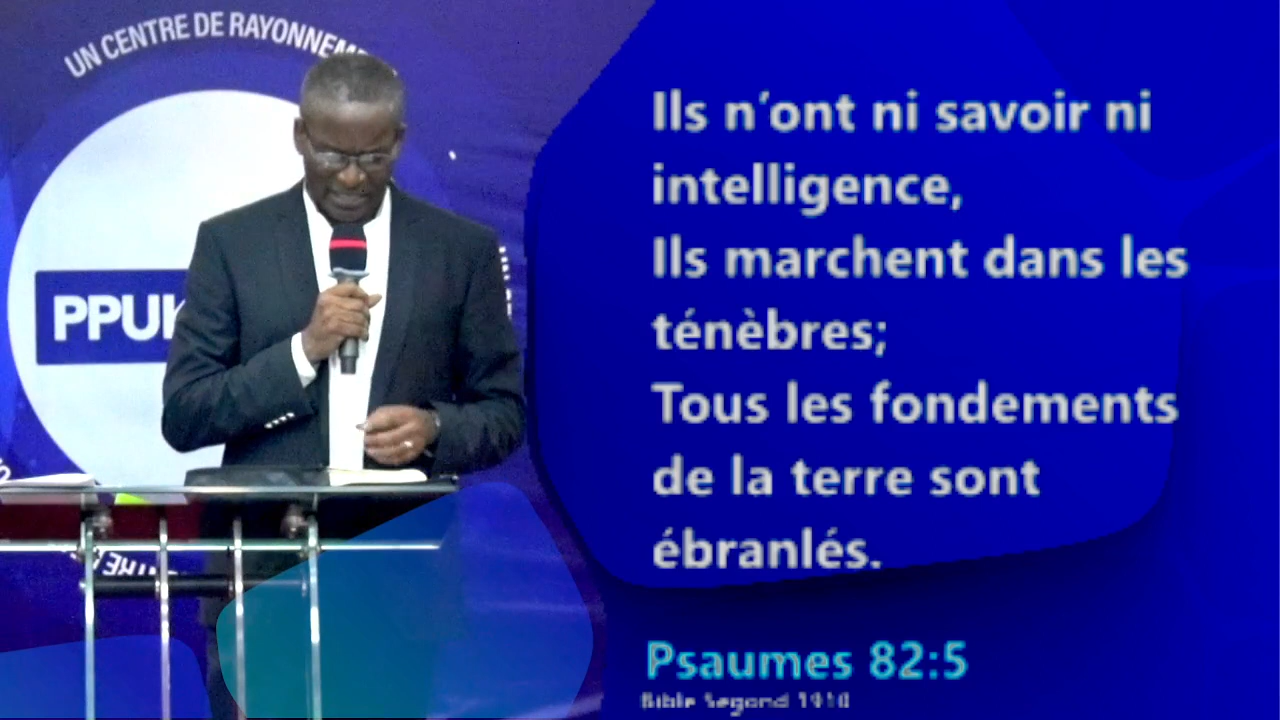 UN CENTRE DE RAYONNEM
PPUK
Ils n’ont ni savoir ni
intelligence,
Ils marchent dans les
ténèbres;
Tous les fondements
de la terre sont
ébranlés.
Psaumes 82:5
Bible Segond 1910